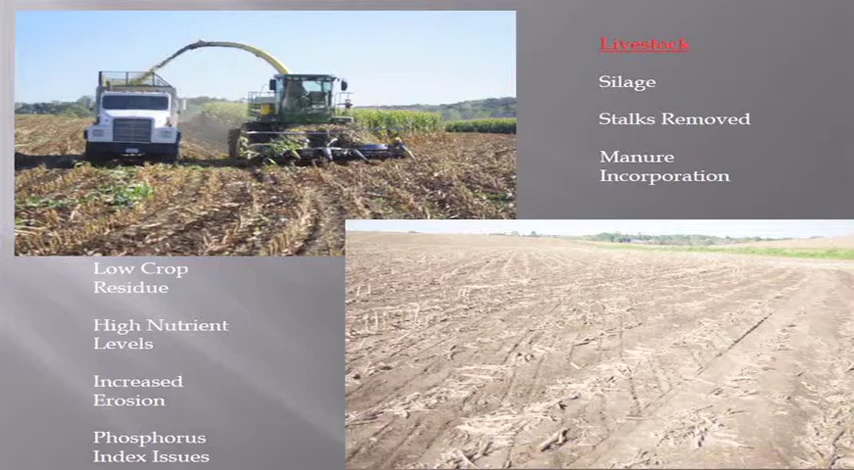 Livestock
Silage
Stalks Removed
Manure
Incorporation
Low Crop
Residue
High Nutrient
Levels
Increased
Erosion
Phosphorus
Index Issues